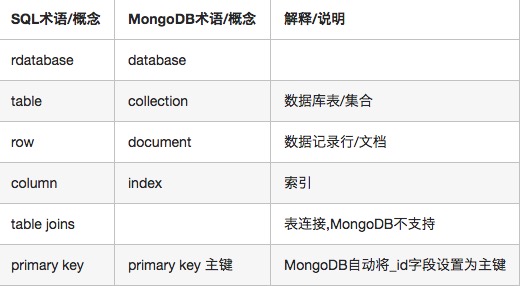 SQL术语/概念 MongoDB术语/概念 解释/说明
rdatabase database
table collection 数据库表/集合
row document 数据记录行/文档
column index 索引
table joins 表连接,MongoDB不支持
primary key primary key 主键 MongoDB自动将_id字段设置为主键